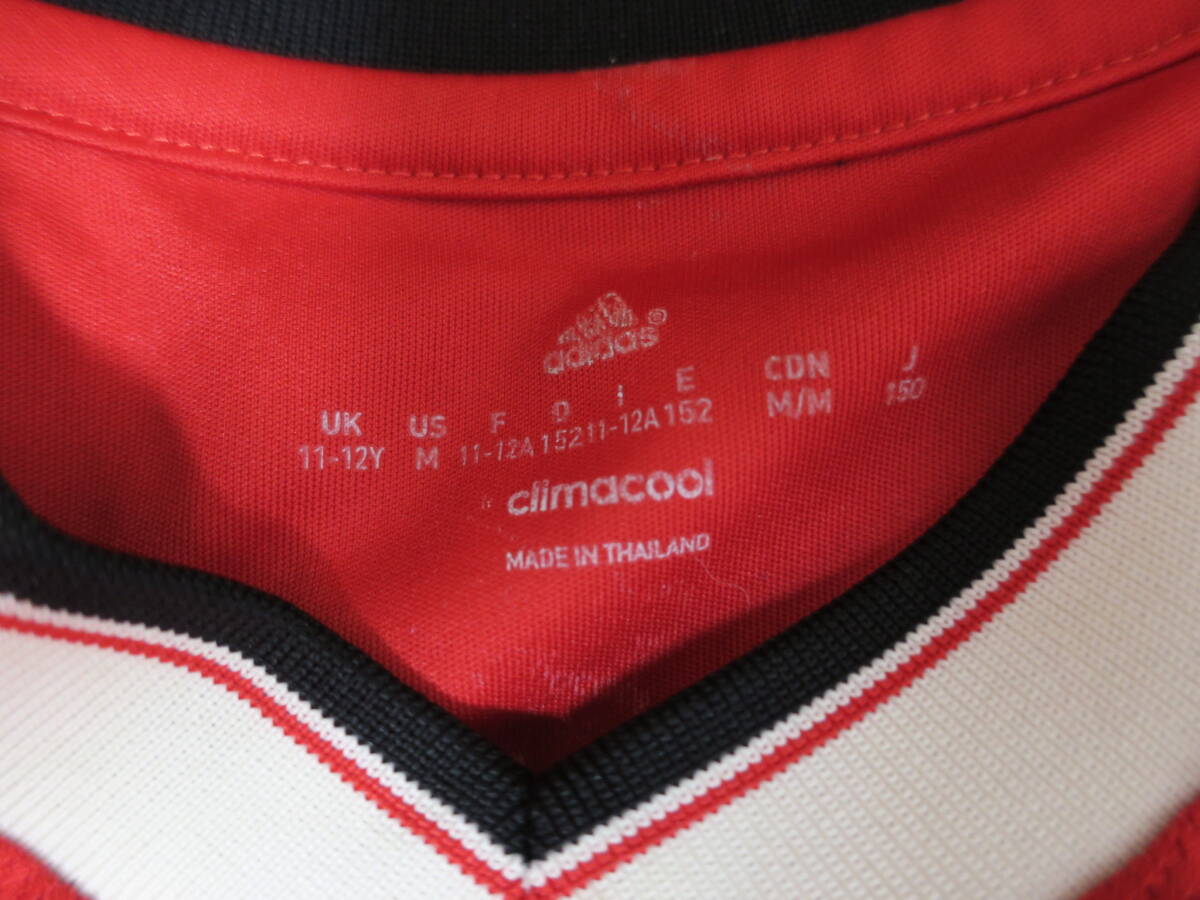 adidas®
UK US F D I E CDN J
11-12Y M 11-12A 152 11-12A 152 M/M 150
climacool
MADE IN THAILAND